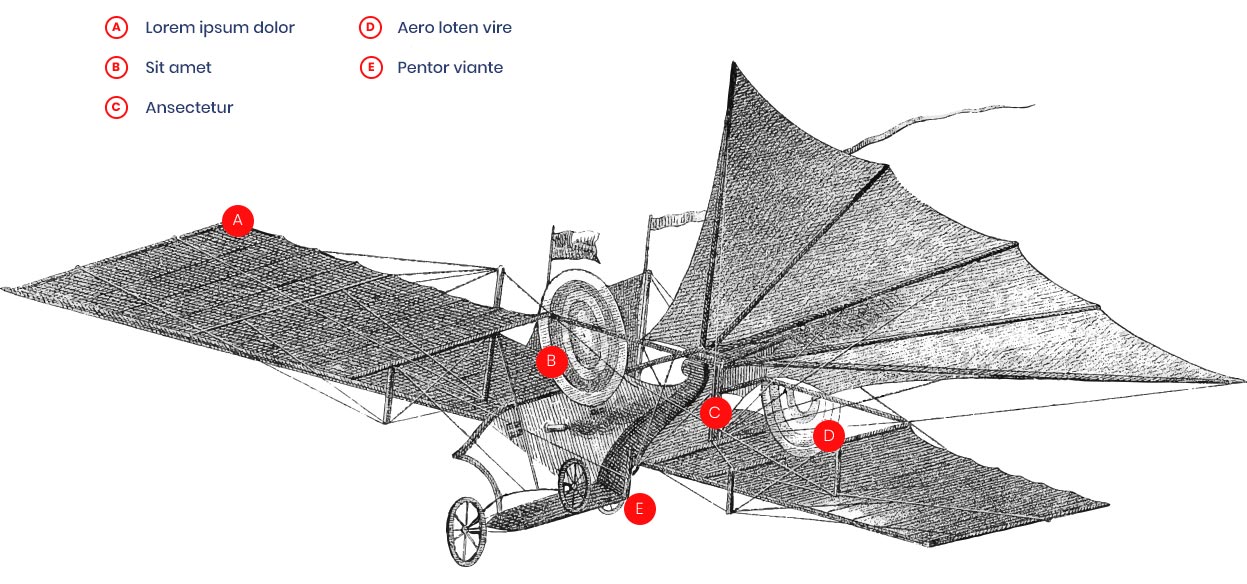 A Lorem ipsum dolor
B Sit amet
C Ansectetur
D Aero loten vire
E Pentor viante
A
B
C
D
E